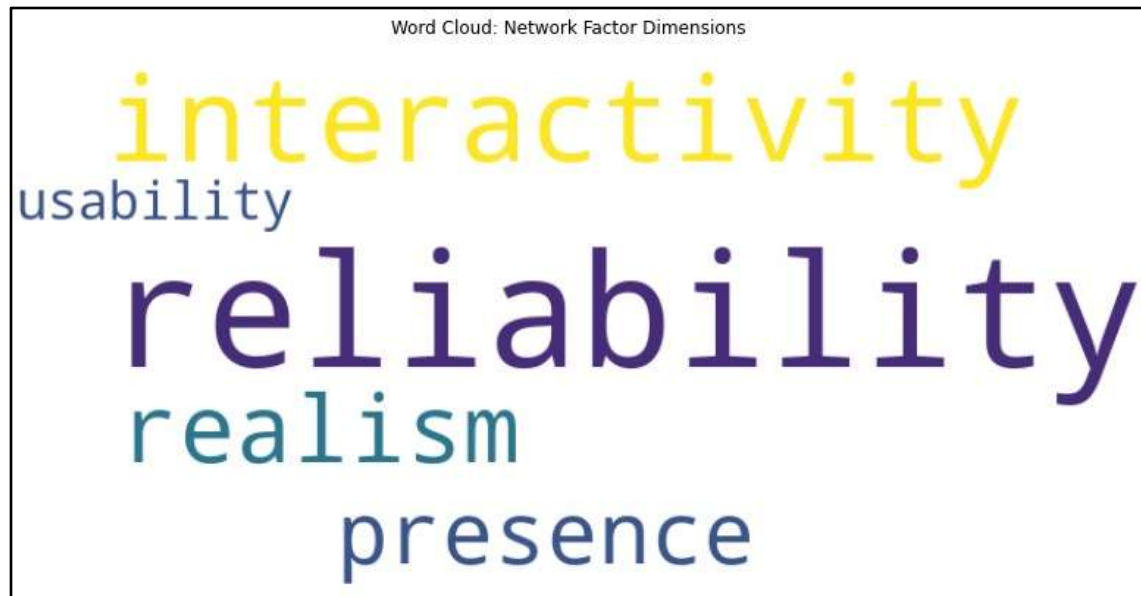 Word Cloud: Network Factor Dimensions
interactivity
usability
reliability
realism
presence